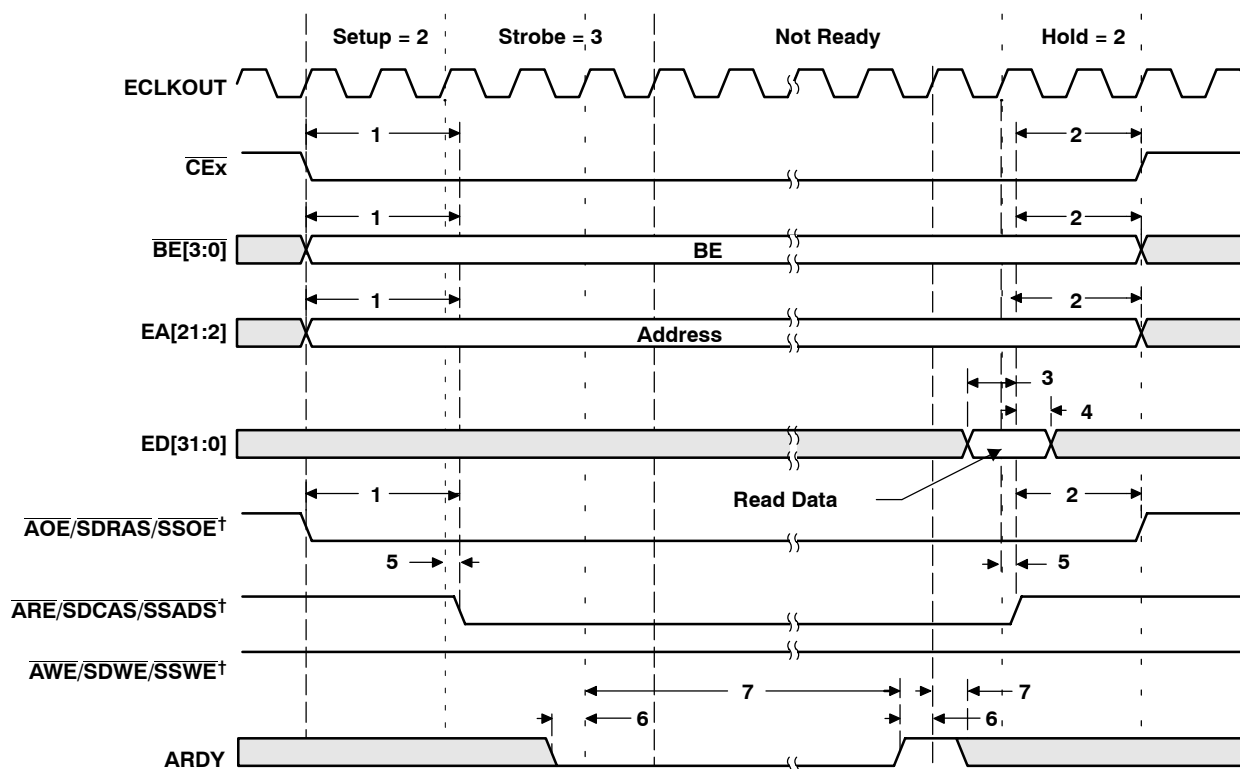 Setup = 2 Strobe = 3 Not Ready Hold = 2
ECLKOUT
1 2
CEx
1 2
BE[3:0] BE
1 2
EA[21:2] Address
3
4
ED[31:0]
Read Data
1 2
AOE/SDRAS/SSOE†
5 5
ARE/SDCAS/SSADS†
AWE/SDWE/SSWE†
7 7
6 6
ARDY